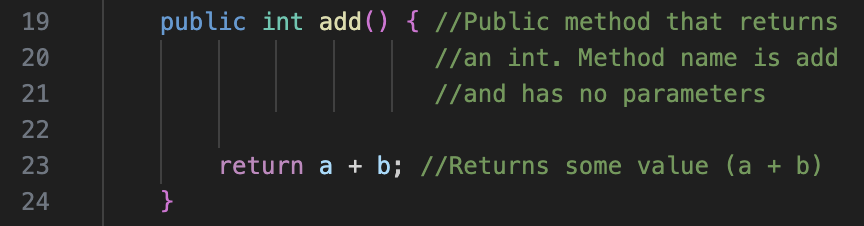 19 public int add() { //Public method that returns
20 //an int. Method name is add
21 //and has no parameters
22
23 return a + b; //Returns some value (a + b)
24 }